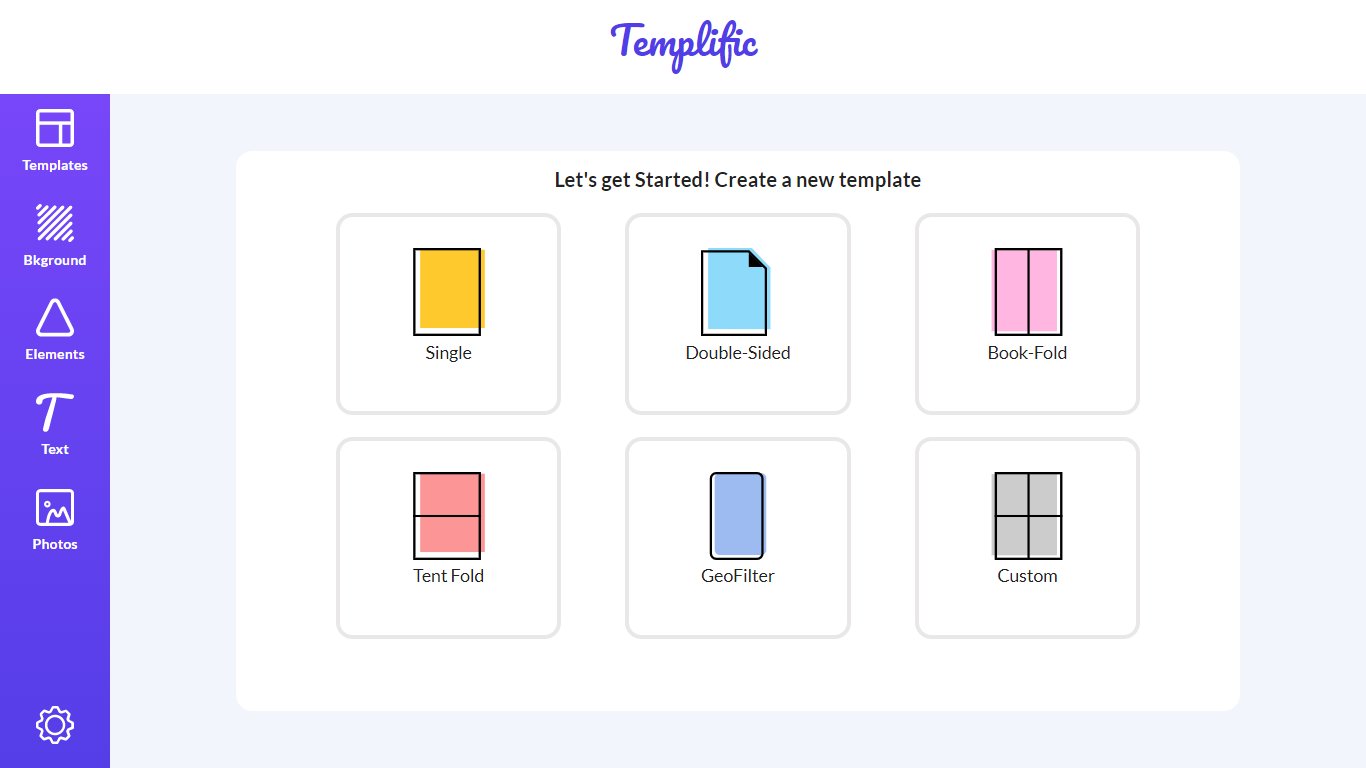 Templific
Templates
Bkground
Elements
Text
Photos
Let's get Started! Create a new template
Single
Double-Sided
Book-Fold
Tent Fold
GeoFilter
Custom